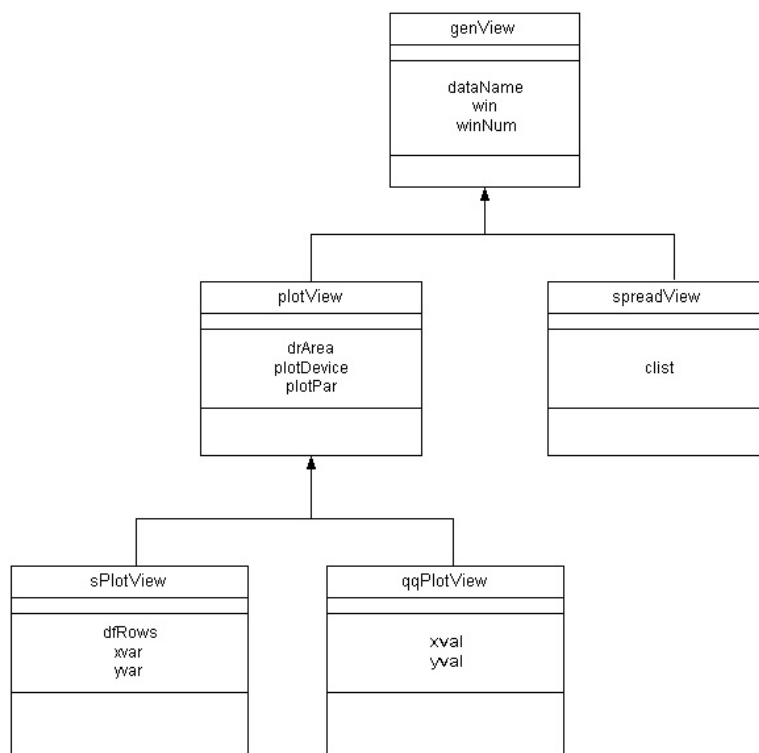 genView
dataName
win
winNum
plotView
drArea
plotDevice
plotPar
spreadView
clist
sPlotView
dfRows
xvar
yvar
qqPlotView
xval
yval